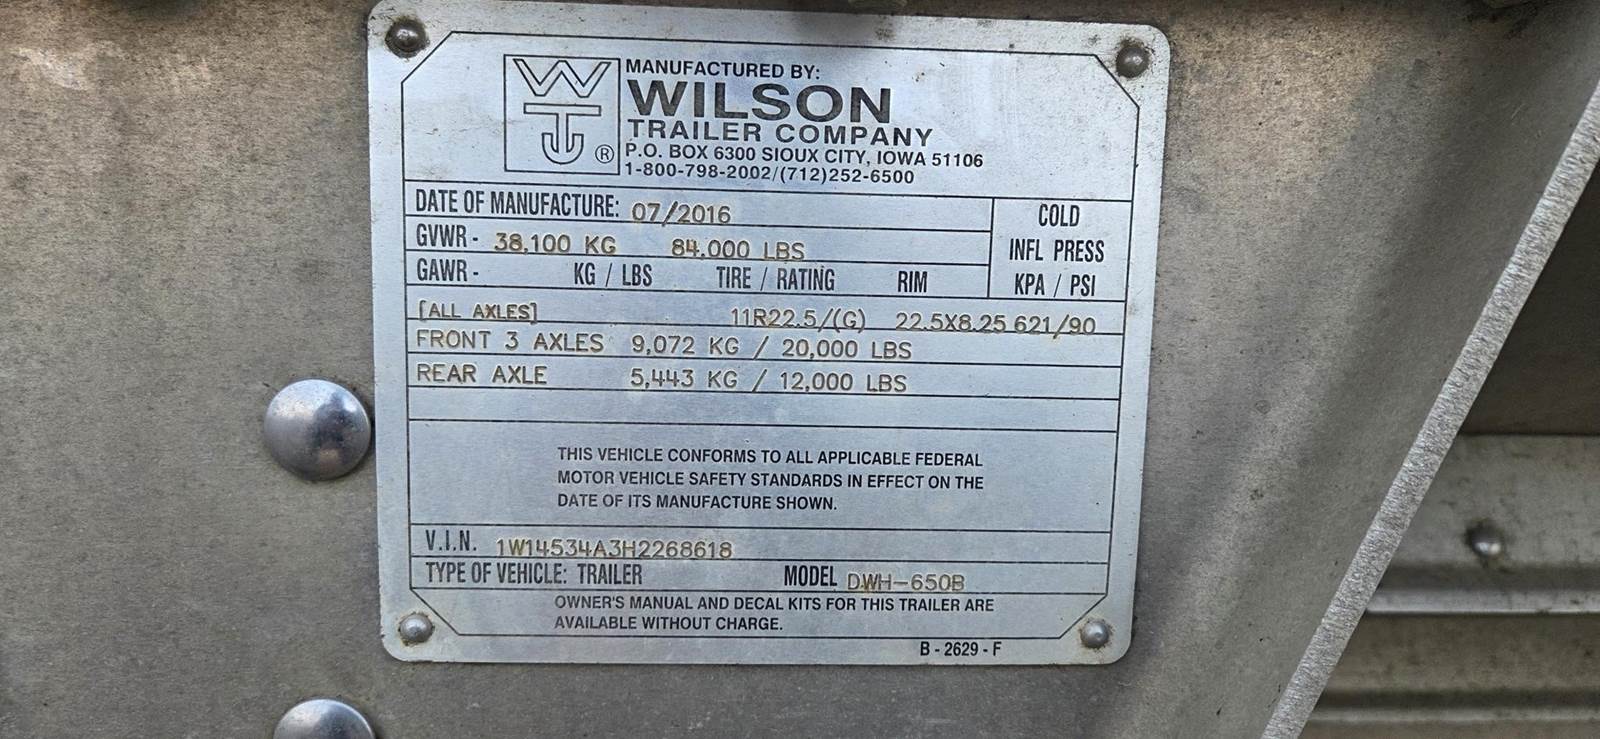 WT
®
MANUFACTURED BY:
WILSON
TRAILER COMPANY
P.O. BOX 6300 SIOUX CITY, IOWA 51106
1-800-798-2002/(712)252-6500
DATE OF MANUFACTURE: 07/2016
GVWR - 38,100 KG 84,000 LBS
COLD
INFL PRESS
KPA / PSI
GAWR - KG / LBS TIRE / RATING RIM
[ALL AXLES] 11R22.5/(G) 22.5X8.25 621/90
FRONT 3 AXLES 9,072 KG / 20,000 LBS
REAR AXLE 5,443 KG / 12,000 LBS
THIS VEHICLE CONFORMS TO ALL APPLICABLE FEDERAL
MOTOR VEHICLE SAFETY STANDARDS IN EFFECT ON THE
DATE OF ITS MANUFACTURE SHOWN.
V.I.N. 1W14534A3H2268618
TYPE OF VEHICLE: TRAILER MODEL DWH-650B
OWNER'S MANUAL AND DECAL KITS FOR THIS TRAILER ARE
AVAILABLE WITHOUT CHARGE.
B - 2629 - F